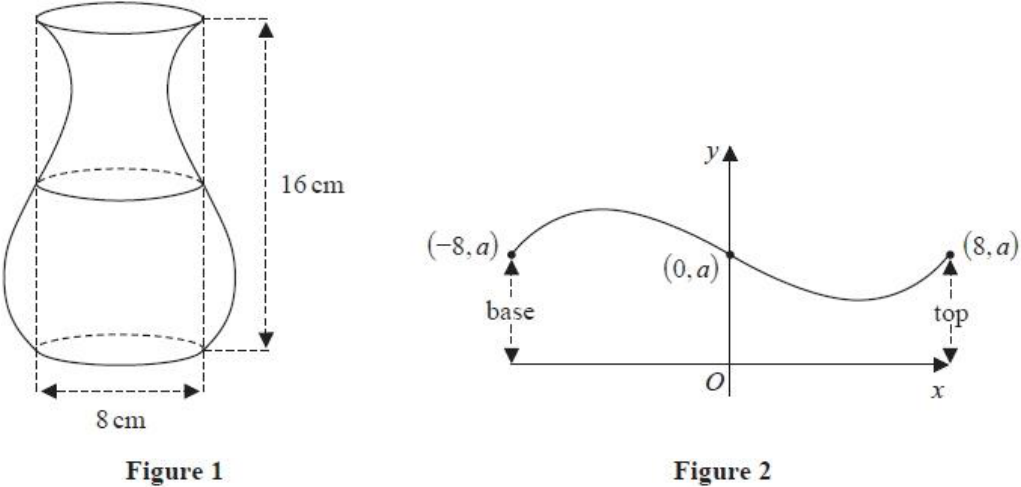 16 cm
8 cm
Figure 1
y
(−8, a)
(0, a)
(8, a)
base
top
O
x
Figure 2